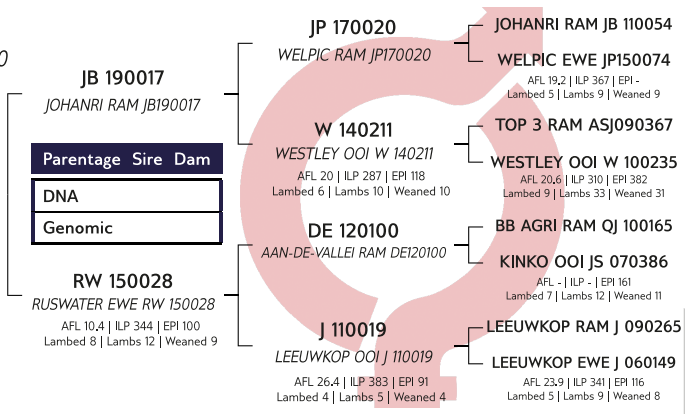 0
JB 190017
JOHANRI RAM JB190017
Parentage Sire Dam
DNA
Genomic
RW 150028
RUSWATER EWE RW 150028
AFL 10.4 | ILP 344 | EPI 100
Lambed 8 | Lambs 12 | Weaned 9
JP 170020
WELPIC RAM JP170020
W 140211
WESTLEY OOI W 140211
AFL 20 | ILP 287 | EPI 118
Lambed 6 | Lambs 10 | Weaned 10
DE 120100
AAN-DE-VALLEI RAM DE120100
J 110019
LEEUWKOP OOI J 110019
AFL 26.4 | ILP 383 | EPI 91
Lambed 4 | Lambs 5 | Weaned 4
JOHANRI RAM JB 110054
WELPIC EWE JP150074
AFL 19.2 | ILP 367 | EPI -
Lambed 5 | Lambs 9 | Weaned 9
TOP 3 RAM ASJ090367
WESTLEY OOI W 100235
AFL 20.6 | ILP 310 | EPI 382
Lambed 9 | Lambs 33 | Weaned 31
BB AGRI RAM QJ 100165
KINKO OOI JS 070386
AFL - | ILP - | EPI 161
Lambed 7 | Lambs 12 | Weaned 11
LEEUWKOP RAM J 090265
LEEUWKOP EWE J 060149
AFL 23.9 | ILP 341 | EPI 116
Lambed 5 | Lambs 9 | Weaned 8